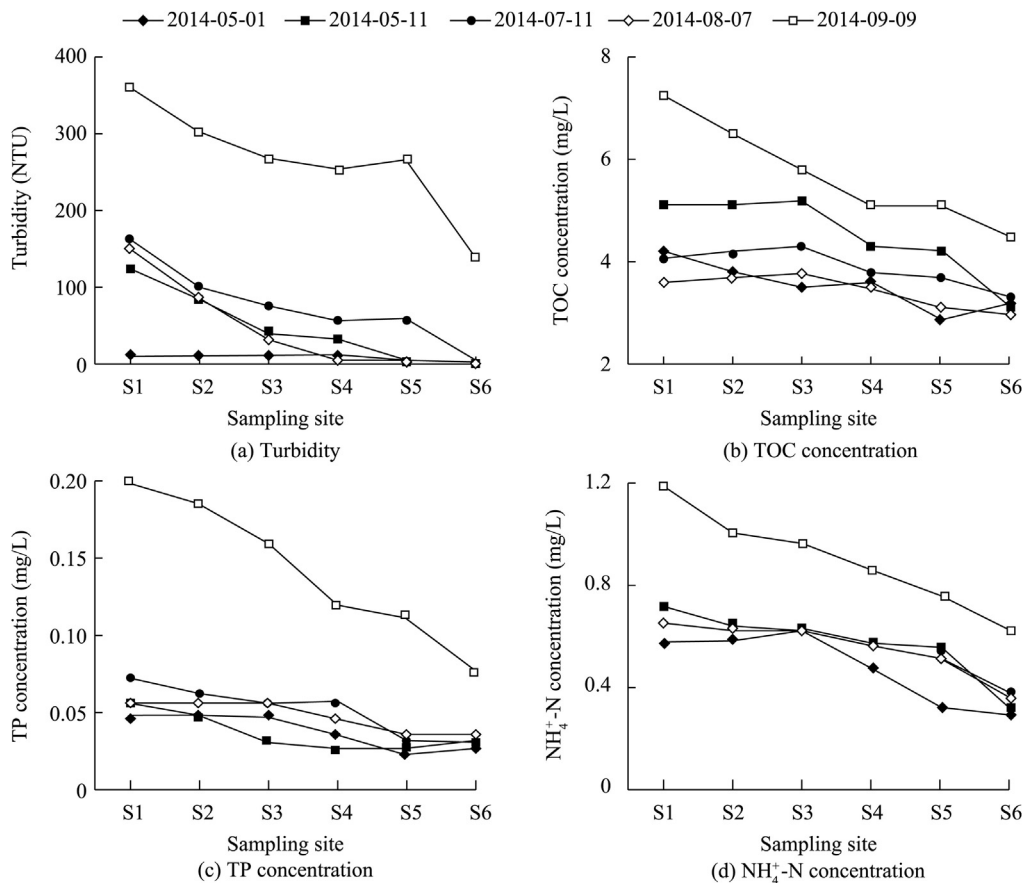 2014-05-01 2014-05-11 2014-07-11 2014-08-07 2014-09-09
400
300
200
100
0
Turbidity (NTU)
S1 S2 S3 S4 S5 S6
Sampling site
(a) Turbidity
8
6
4
2
TOC concentration (mg/L)
S1 S2 S3 S4 S5 S6
Sampling site
(b) TOC concentration
0.20
0.15
0.10
0.05
0
TP concentration (mg/L)
S1 S2 S3 S4 S5 S6
Sampling site
(c) TP concentration
1.2
0.8
0.4
0
NH₄⁺-N concentration (mg/L)
S1 S2 S3 S4 S5 S6
Sampling site
(d) NH₄⁺-N concentration